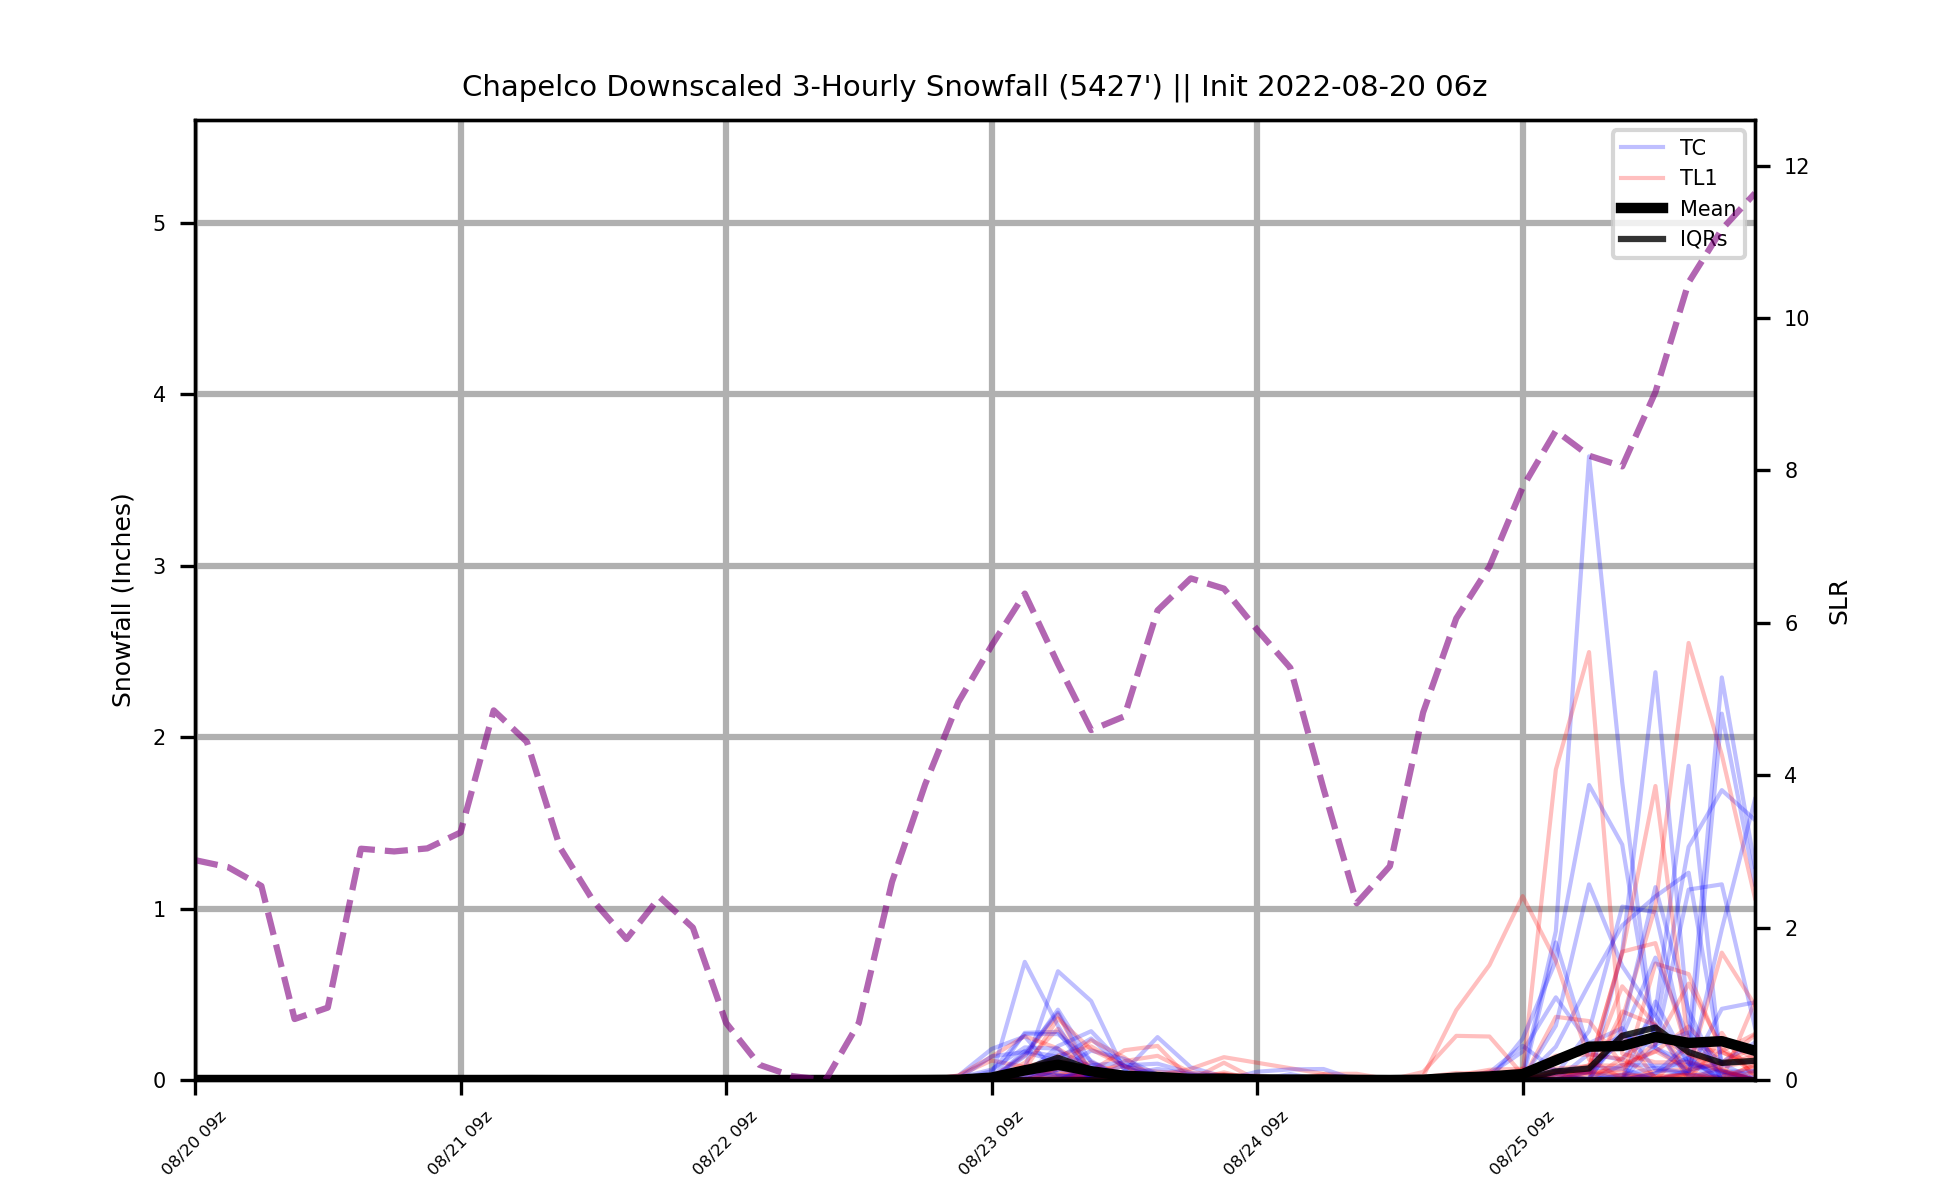 Chapelco Downscaled 3-Hourly Snowfall (5427') || Init 2022-08-20 06z
TC
TL1
Mean
IQRs
Snowfall (Inches)
5
4
3
2
1
0
SLR
12
10
8
6
4
2
0
08/20 09z
08/21 09z
08/22 09z
08/23 09z
08/24 09z
08/25 09z